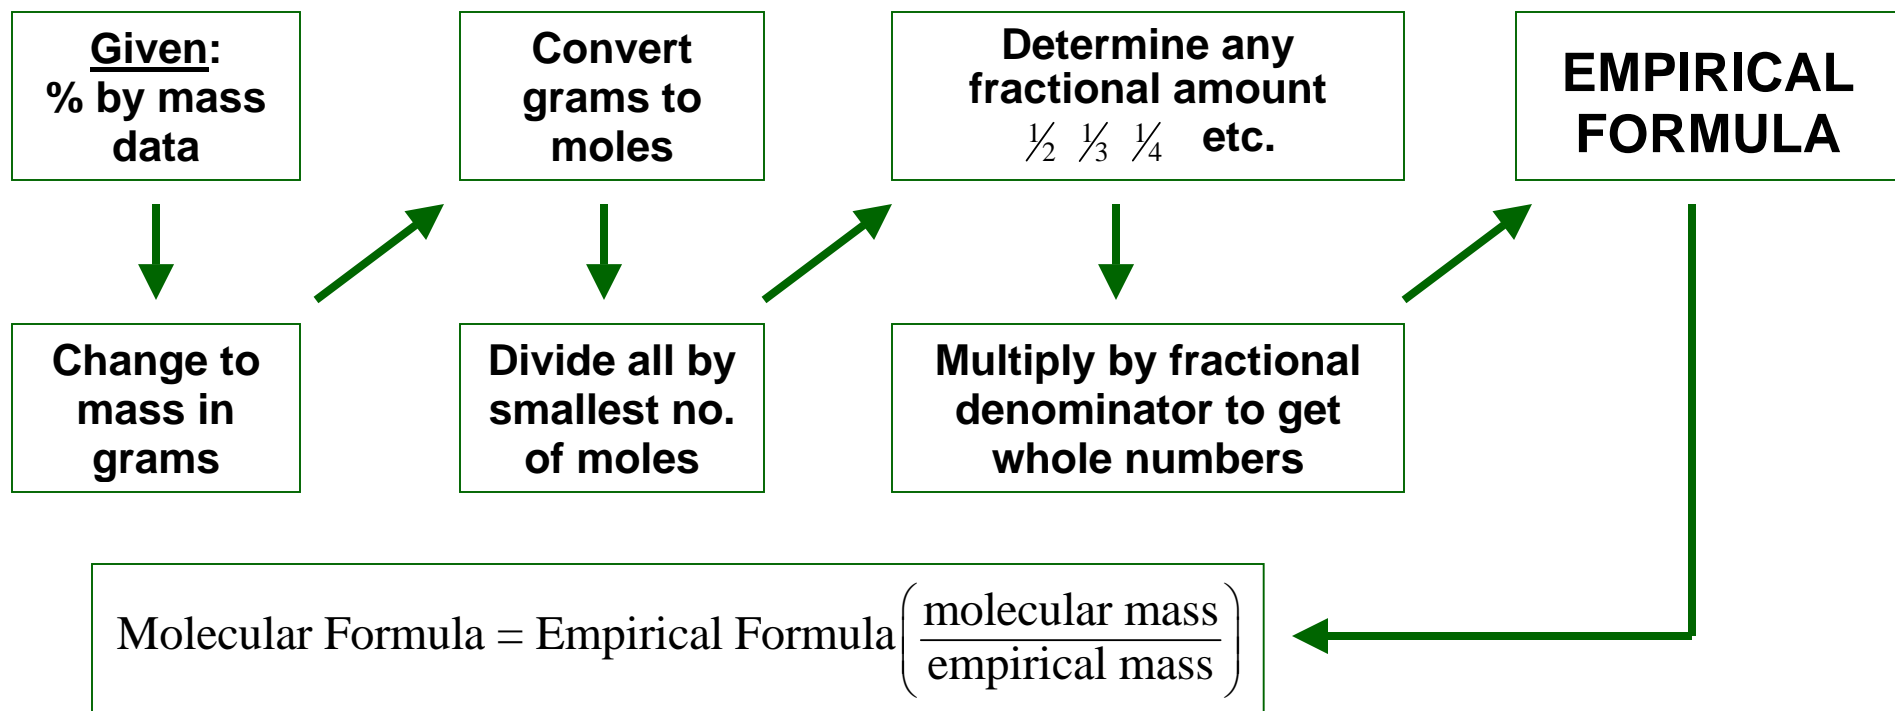 Given:
% by mass
data
Change to
mass in
grams
Convert
grams to
moles
Divide all by
smallest no.
of moles
Determine any
fractional amount
1/2 1/3 1/4 etc.
Multiply by fractional
denominator to get
whole numbers
EMPIRICAL
FORMULA
Molecular Formula = Empirical Formula(molecular mass / empirical mass)